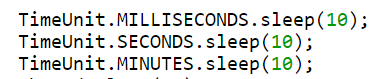 TimeUnit.MILLISECONDS.sleep(10);
TimeUnit.SECONDS.sleep(10);
TimeUnit.MINUTES.sleep(10);